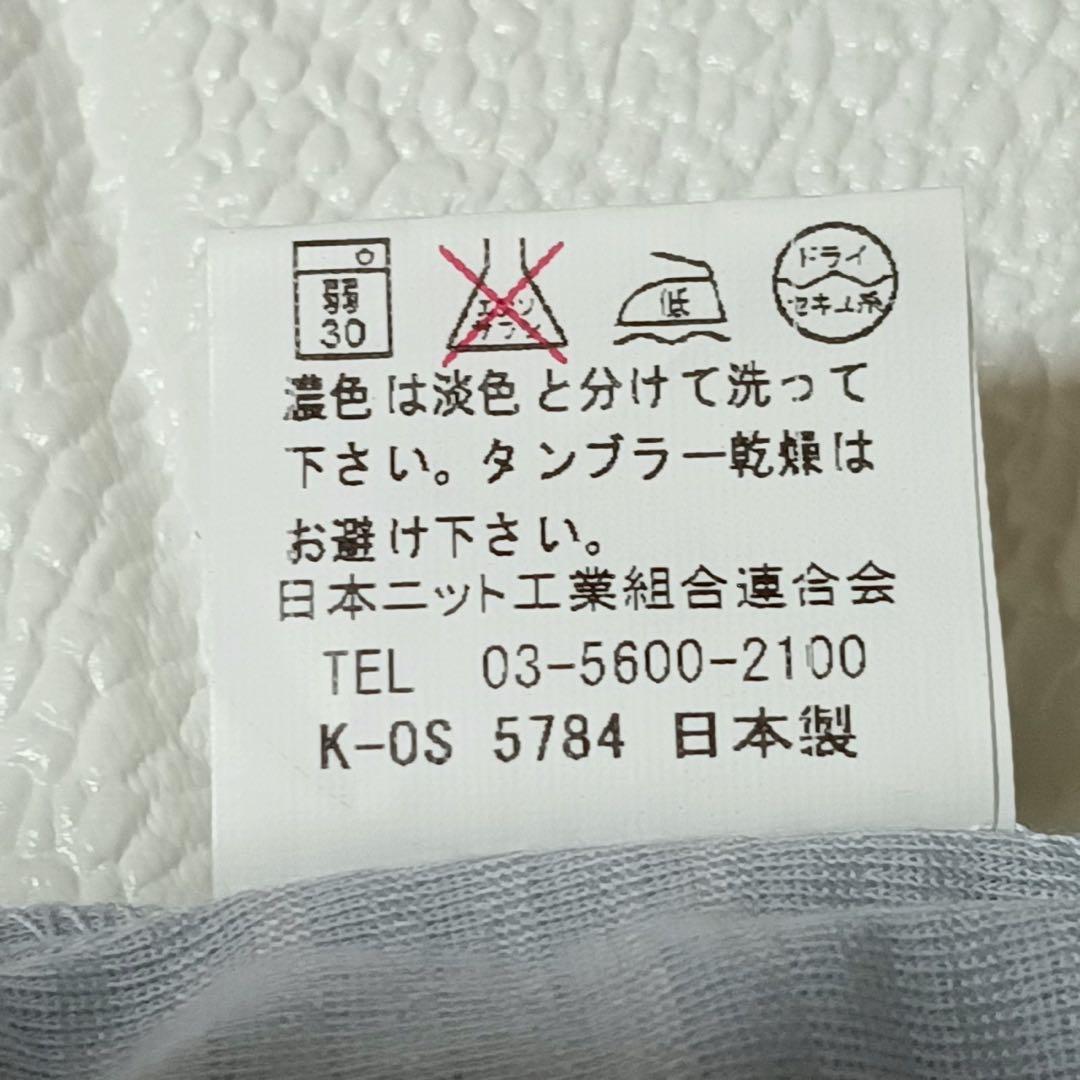 弱
30
エンソ
サラシ
低
ドライ
セキユ系
濃色は淡色と分けて洗って
下さい。タンブラー乾燥は
お避け下さい。
日本ニット工業組合連合会
TEL 03-5600-2100
K-OS 5784 日本製